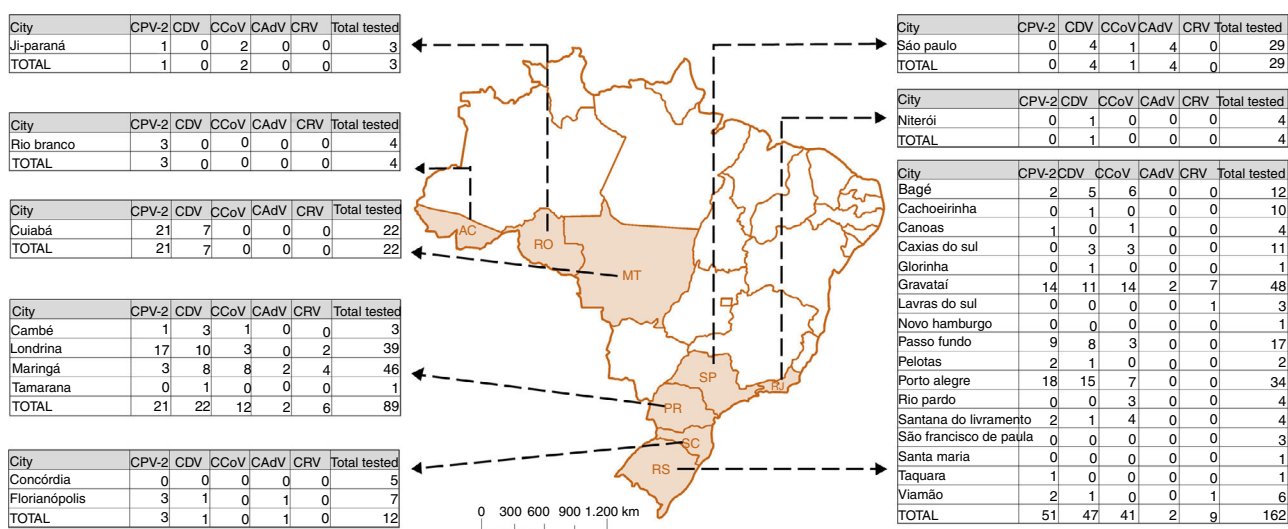 City CPV-2 CDV CCoV CAdV CRV Total tested
Ji-paraná 1 0 2 0 0 3
TOTAL 1 0 2 0 0 3
City CPV-2 CDV CCoV CAdV CRV Total tested
Rio branco 3 0 0 0 0 4
TOTAL 3 0 0 0 0 4
City CPV-2 CDV CCoV CAdV CRV Total tested
Cuiabá 21 7 0 0 0 22
TOTAL 21 7 0 0 0 22
City CPV-2 CDV CCoV CAdV CRV Total tested
Cambé 1 3 1 0 0 3
Londrina 17 10 3 0 2 39
Maringá 3 8 8 2 4 46
Tamarana 0 1 0 0 0 1
TOTAL 21 22 12 2 6 89
City CPV-2 CDV CCoV CAdV CRV Total tested
Concórdia 0 0 0 0 0 5
Florianópolis 3 1 0 1 0 7
TOTAL 3 1 0 1 0 12
AC
RO
MT
SP
RJ
PR
SC
RS
0 300 600 900 1.200 km
City CPV-2 CDV CCoV CAdV CRV Total tested
Sáo paulo 0 4 1 4 0 29
TOTAL 0 4 1 4 0 29
City CPV-2 CDV CCoV CAdV CRV Total tested
Niterói 0 1 0 0 0 4
TOTAL 0 1 0 0 0 4
City CPV-2 CDV CCoV CAdV CRV Total tested
Bagé 2 5 6 0 0 12
Cachoeirinha 0 1 0 0 0 10
Canoas 1 0 1 0 0 4
Caxias do sul 0 3 3 0 0 11
Glorinha 0 1 0 0 0 1
Gravataí 14 11 14 2 7 48
Lavras do sul 0 0 0 0 1 3
Novo hamburgo 0 0 0 0 0 1
Passo fundo 9 8 3 0 0 17
Pelotas 2 1 0 0 0 2
Porto alegre 18 15 7 0 0 34
Rio pardo 0 0 3 0 0 4
Santana do livramento 2 1 4 0 0 4
São francisco de paula 0 0 0 0 0 3
Santa maria 0 0 0 0 0 1
Taquara 1 0 0 0 0 1
Viamão 2 1 0 0 1 6
TOTAL 51 47 41 2 9 162